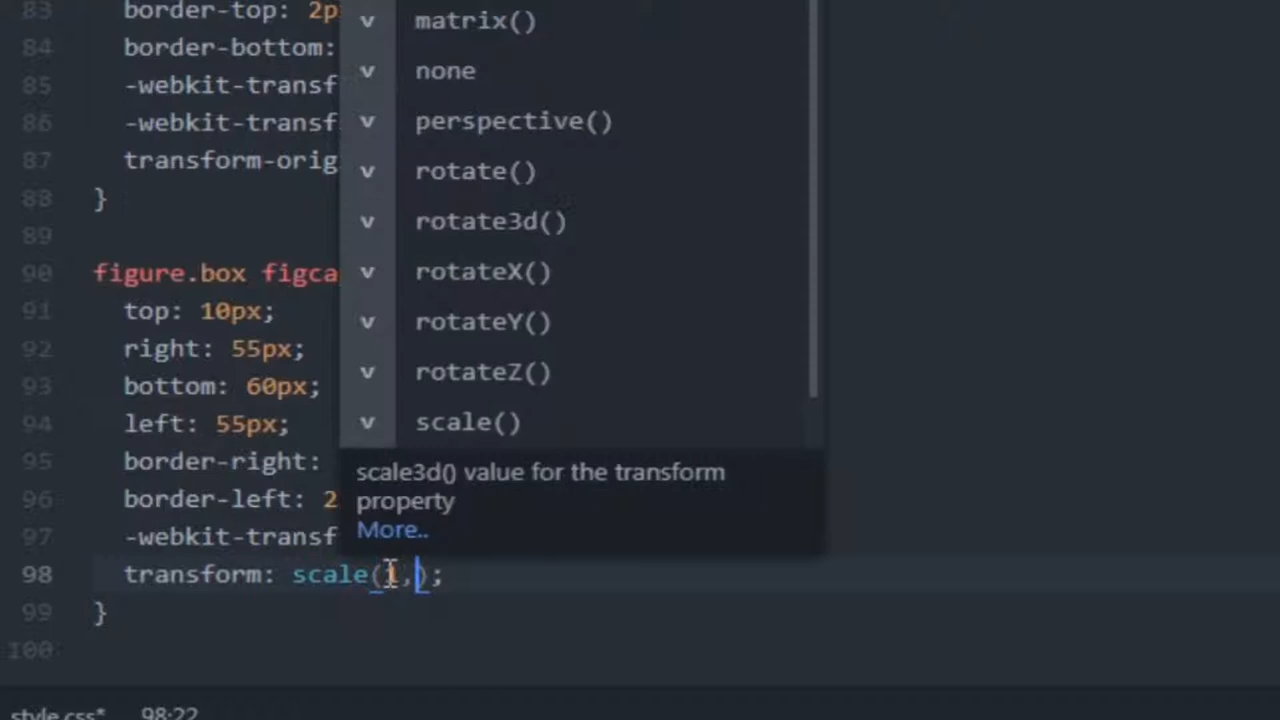 83 border-top: 2p
84 border-bottom:
85 -webkit-transf
86 -webkit-transf
87 transform-orig
88 }
89
90 figure.box figca
91 top: 10px;
92 right: 55px;
93 bottom: 60px;
94 left: 55px;
95 border-right:
96 border-left: 2
97 -webkit-transf
98 transform: scale(1,);
99 }
100
v matrix()
v none
v perspective()
v rotate()
v rotate3d()
v rotateX()
v rotateY()
v rotateZ()
v scale()
scale3d() value for the transform
property
More..
style.css* 98:22